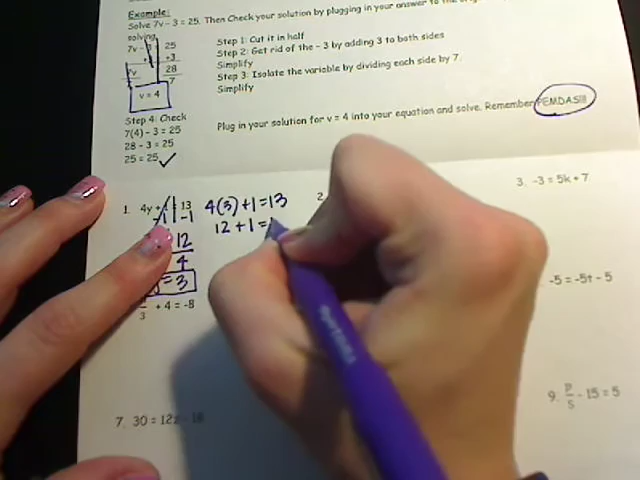 Example:
Solve 7v - 3 = 25. Then Check your solution by plugging in your answer to the
solving
7v - 3 25
+3
7v 28
7
v = 4
Step 1: Cut it in half
Step 2: Get rid of the - 3 by adding 3 to both sides
Simplify
Step 3: Isolate the variable by dividing each side by 7.
Simplify
Step 4: Check
7(4) - 3 = 25
28 - 3 = 25
25 = 25 ✓
Plug in your solution for v = 4 into your equation and solve. Remember PEMDAS!!!
1. 4y + 1 13
-1 -1
12
4
= 3
4(3) + 1 = 13
12 + 1 =
2.
3. -3 = 5k + 7
3 + 4 = -8
-5 = -5t - 5
7. 30 = 12z - 18
9. p/5 - 15 = 5